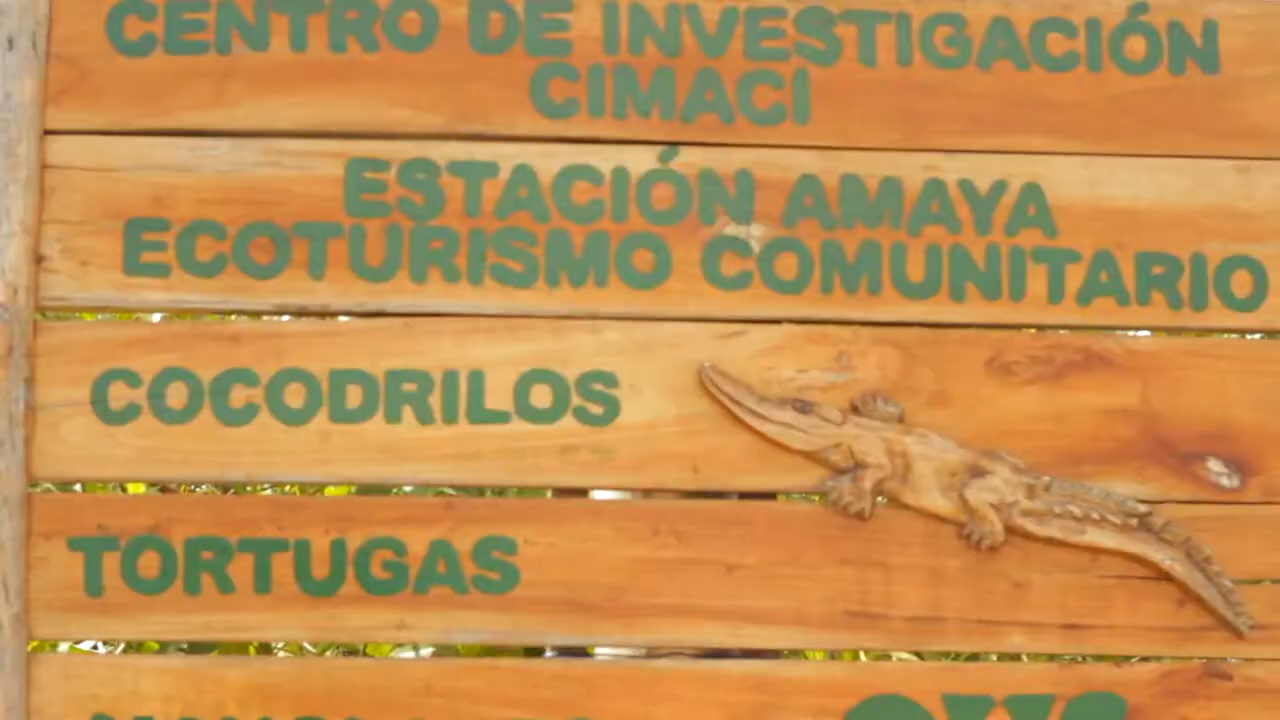 CENTRO DE INVESTIGACIÓN
CIMACI
ESTACIÓN AMAYA
ECOTURISMO COMUNITARIO
COCODRILOS
TORTUGAS